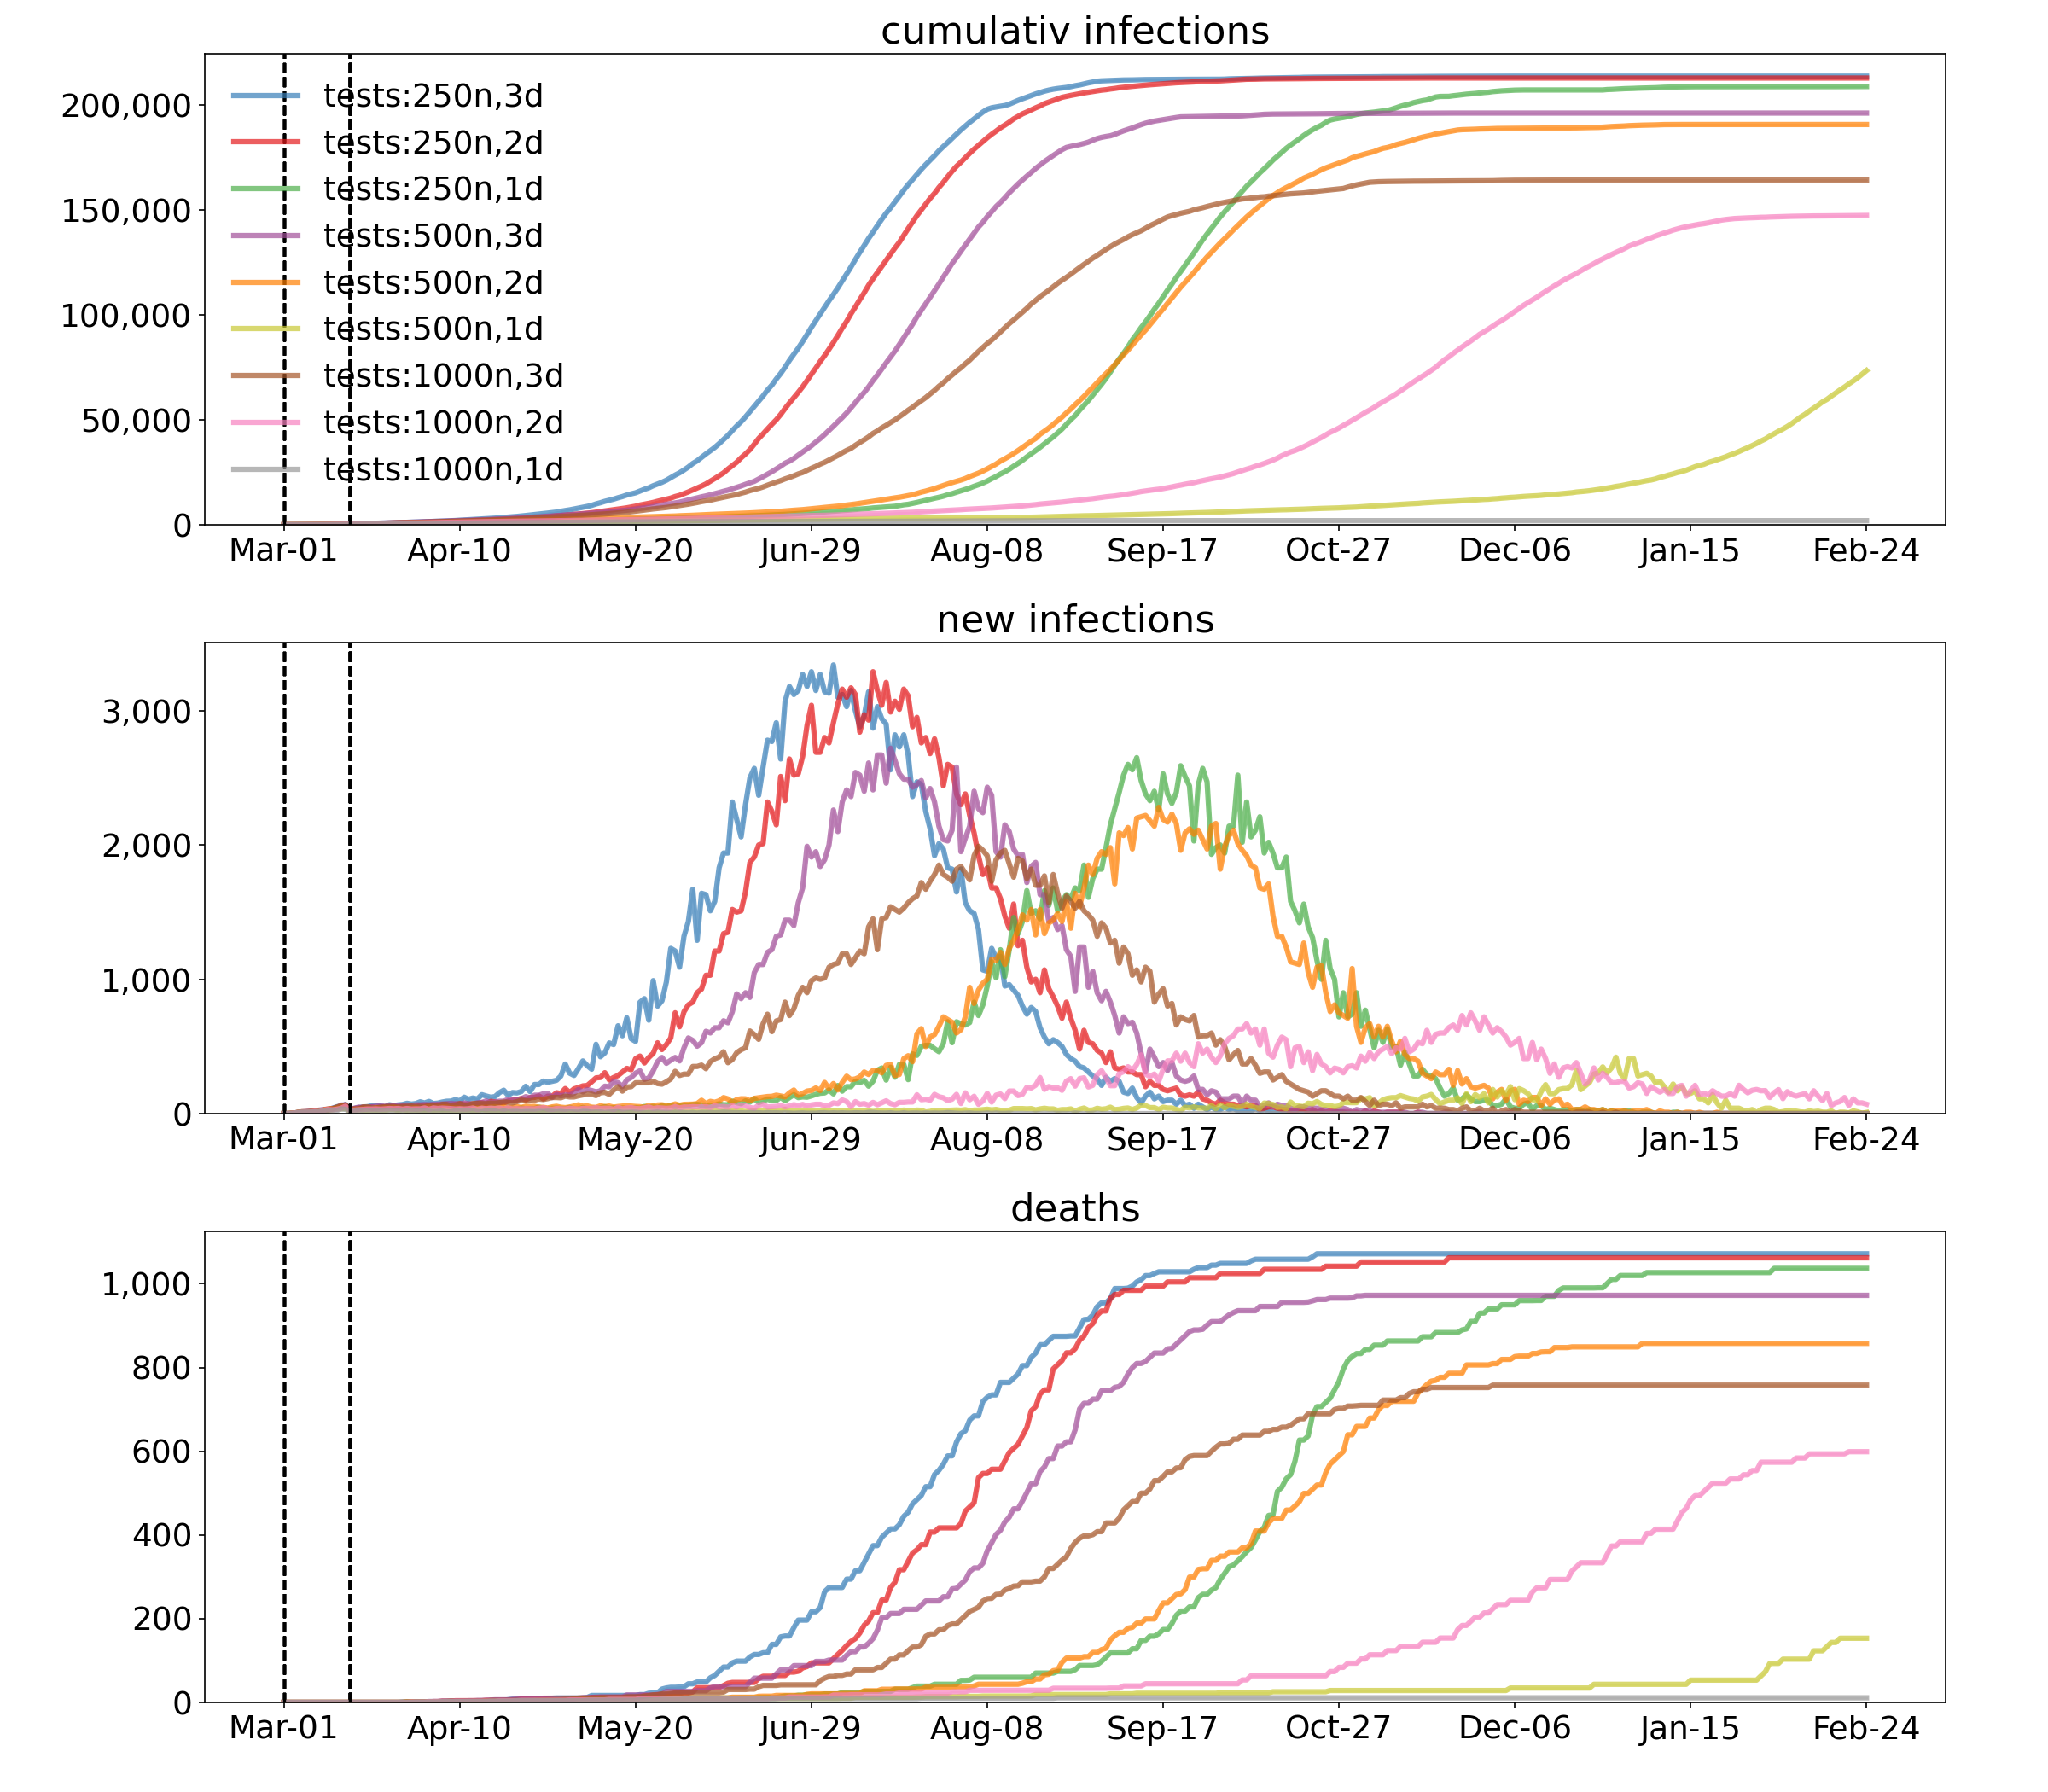 cumulativ infections
200,000
150,000
100,000
50,000
0
tests:250n,3d
tests:250n,2d
tests:250n,1d
tests:500n,3d
tests:500n,2d
tests:500n,1d
tests:1000n,3d
tests:1000n,2d
tests:1000n,1d
Mar-01 Apr-10 May-20 Jun-29 Aug-08 Sep-17 Oct-27 Dec-06 Jan-15 Feb-24
new infections
3,000
2,000
1,000
0
Mar-01 Apr-10 May-20 Jun-29 Aug-08 Sep-17 Oct-27 Dec-06 Jan-15 Feb-24
deaths
1,000
800
600
400
200
0
Mar-01 Apr-10 May-20 Jun-29 Aug-08 Sep-17 Oct-27 Dec-06 Jan-15 Feb-24